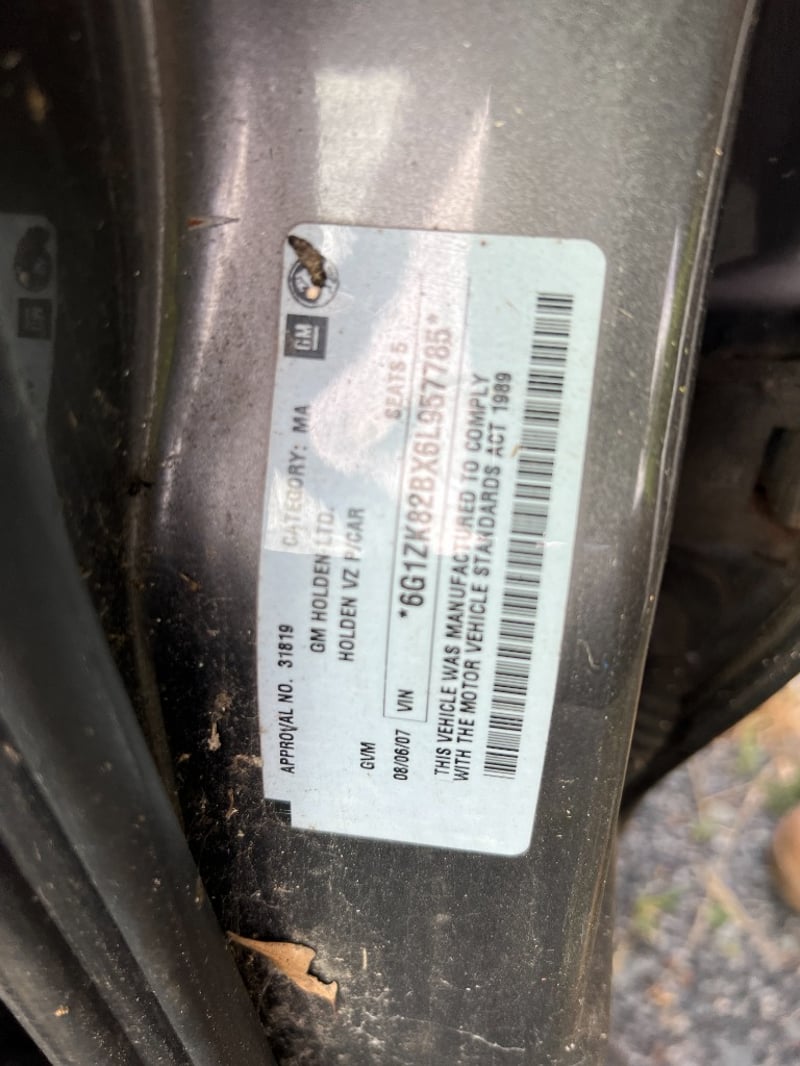 GM
APPROVAL NO. 31819 CATEGORY: MA
GM HOLDEN LTD.
HOLDEN VZ P/CAR
GVM SEATS 5
08/06/07 VIN *6G1ZK82BX6L957785*
THIS VEHICLE WAS MANUFACTURED TO COMPLY
WITH THE MOTOR VEHICLE STANDARDS ACT 1989